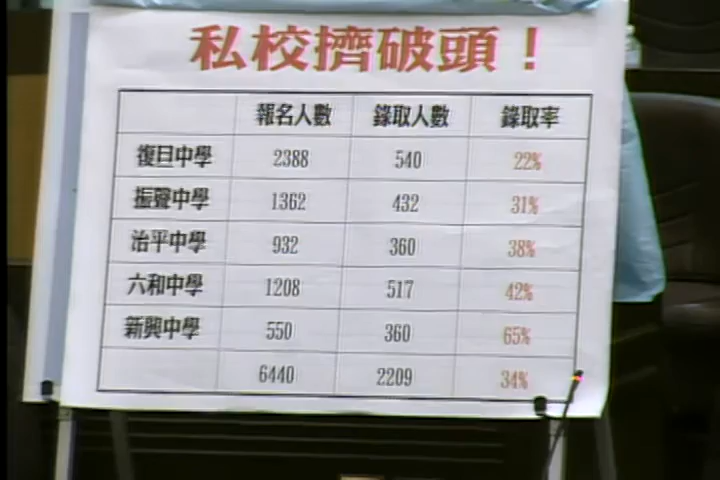 私校擠破頭！
報名人數 錄取人數 錄取率
復旦中學 2388 540 22%
振聲中學 1362 432 31%
治平中學 932 360 38%
六和中學 1208 517 42%
新興中學 550 360 65%
6440 2209 34%